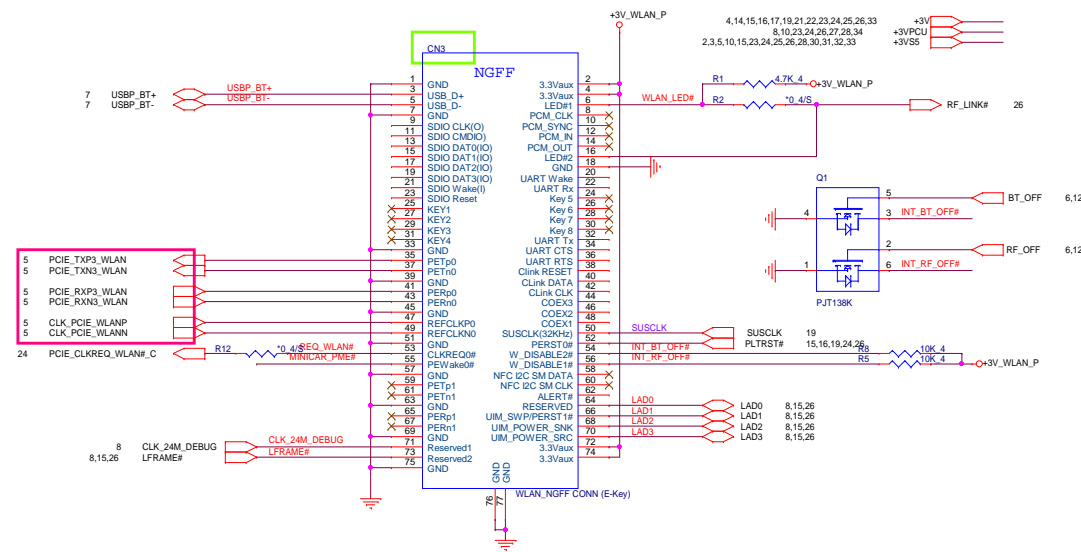 +3V_WLAN_P
4,14,15,16,17,19,21,22,23,24,25,26,33 +3V
8,10,23,24,26,27,28,34 +3VPCU
2,3,5,10,15,23,24,25,26,28,30,31,32,33 +3VS5
CN3
NGFF
1 GND 3.3Vaux 2
7 USBP_BT+ USBP_BT+ 3 USB_D+ 3.3Vaux 4 R1 4.7K_4 +3V_WLAN_P
7 USBP_BT- USBP_BT- 5 USB_D- LED#1 6 WLAN_LED# R2 *0_4/S RF_LINK# 26
7 GND PCM_CLK 8
9 SDIO CLK(O) PCM_SYNC 10
11 SDIO CMDIO) PCM_IN 12
13 SDIO DAT0(IO) PCM_OUT 14
15 SDIO DAT1(IO) LED#2 16
17 SDIO DAT2(IO) GND 18
19 SDIO DAT3(IO) UART Wake 20
21 SDIO Wake(I) UART Rx 22
23 SDIO Reset Key 5 24
25 KEY1 Key 6 26
27 KEY2 Key 7 28
29 KEY3 Key 8 30
31 KEY4 UART Tx 32
33 GND UART CTS 34
5 PCIE_TXP3_WLAN 35 PETp0 UART RTS 36
5 PCIE_TXN3_WLAN 37 PETn0 CLink RESET 38
39 GND CLink DATA 40
5 PCIE_RXP3_WLAN 41 PERp0 CLink CLK 42
5 PCIE_RXN3_WLAN 43 PERn0 COEX3 44
45 GND COEX2 46
5 CLK_PCIE_WLANP 47 REFCLKP0 COEX1 48
5 CLK_PCIE_WLANN 49 REFCLKN0 SUSCLK(32KHz) 50 SUSCLK SUSCLK 19
51 GND PERST0# 52 PLTRST# 15,16,19,24,26
24 PCIE_CLKREQ_WLAN#_C R12 *0_4/S REQ_WLAN# 53 CLKREQ0# W_DISABLE2# 54 INT_BT_OFF# R8 10K_4
MINICAR_PME# 55 PEWake0# W_DISABLE1# 56 INT_RF_OFF# R5 10K_4 +3V_WLAN_P
57 GND NFC I2C SM DATA 58
59 PETp1 NFC I2C SM CLK 60
61 PETn1 ALERT# 62
63 GND RESERVED 64 LAD0 LAD0 8,15,26
65 PERp1 UIM_SWP/PERST1# 66 LAD1 LAD1 8,15,26
67 PERn1 UIM_POWER_SNK 68 LAD2 LAD2 8,15,26
69 GND UIM_POWER_SRC 70 LAD3 LAD3 8,15,26
8 CLK_24M_DEBUG CLK_24M_DEBUG 71 Reserved1 3.3Vaux 72
8,15,26 LFRAME# LFRAME# 73 Reserved2 3.3Vaux 74
75 GND
GND GND
76 77
WLAN_NGFF CONN (E-Key)
Q1
5 BT_OFF 6,12
4 3 INT_BT_OFF#
2 RF_OFF 6,12
1 6 INT_RF_OFF#
PJT138K